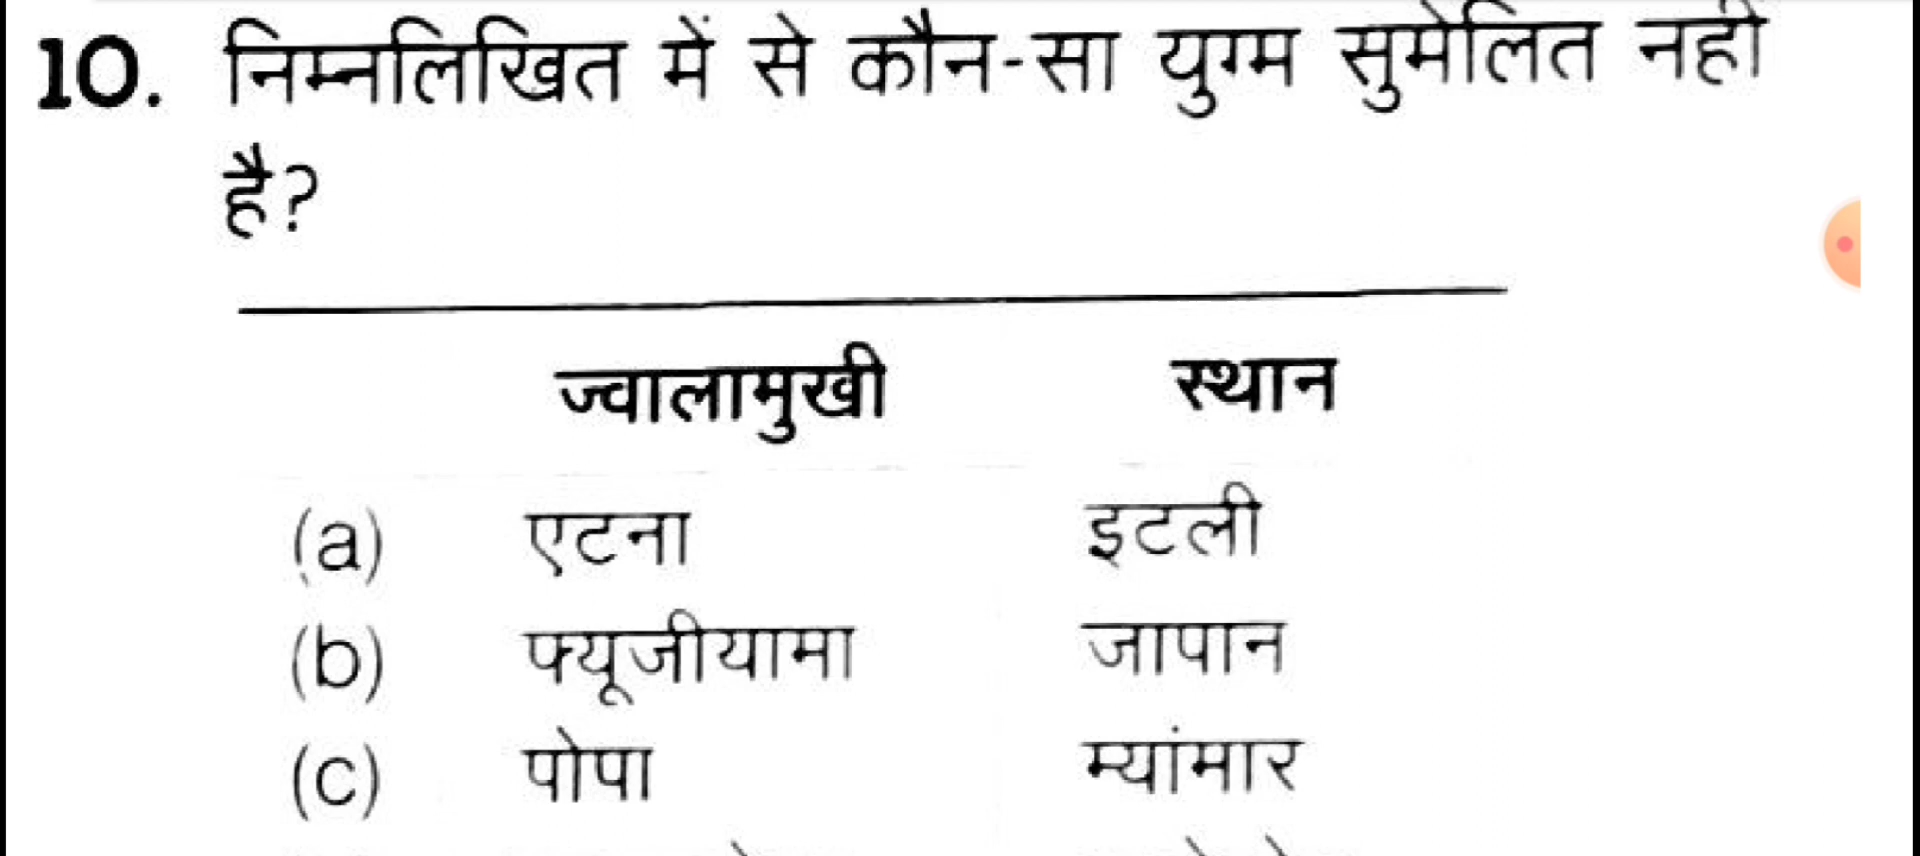 10. निम्नलिखित में से कौन-सा युग्म सुमेलित नहीं
है?
ज्वालामुखी स्थान
(a) एटना इटली
(b) फ्यूजीयामा जापान
(c) पोपा म्यांमार